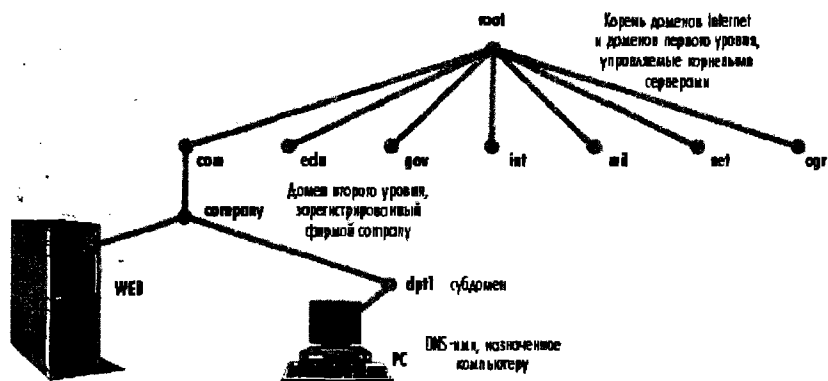 root
Корень доменов Internet
и доменов первого уровня,
управляемые корневыми
серверами
com
edu
gov
int
mil
net
ogr
company
Домен второго уровня,
зарегистрированный
фирмой company
WEB
dpt1 субдомен
PC
DNS-имя, назначенное
компьютеру